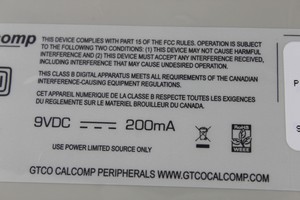 comp
THIS DEVICE COMPLIES WITH PART 15 OF THE FCC RULES. OPERATION IS SUBJECT
TO THE FOLLOWING TWO CONDITIONS: (1) THIS DEVICE MAY NOT CAUSE HARMFUL
INTERFERENCE AND (2) THIS DEVICE MUST ACCEPT ANY INTERFERENCE RECEIVED,
INCLUDING INTERFERENCE THAT MAY CAUSE UNDESIRED OPERATION.
THIS CLASS B DIGITAL APPARATUS MEETS ALL REQUIREMENTS OF THE CANADIAN
INTERFERENCE-CAUSING EQUIPMENT REGULATIONS.
CET APPAREIL NUMERIQUE DE LA CLASSE B RESPECTE TOUTES LES EXIGENCES
DU REGLEMENTE SUR LE MATERIEL BROUILLEUR DU CANADA.
9VDC 200mA
WEEE
USE POWER LIMITED SOURCE ONLY
GTCO CALCOMP PERIPHERALS WWW.GTCOCALCOMP.COM
P
9